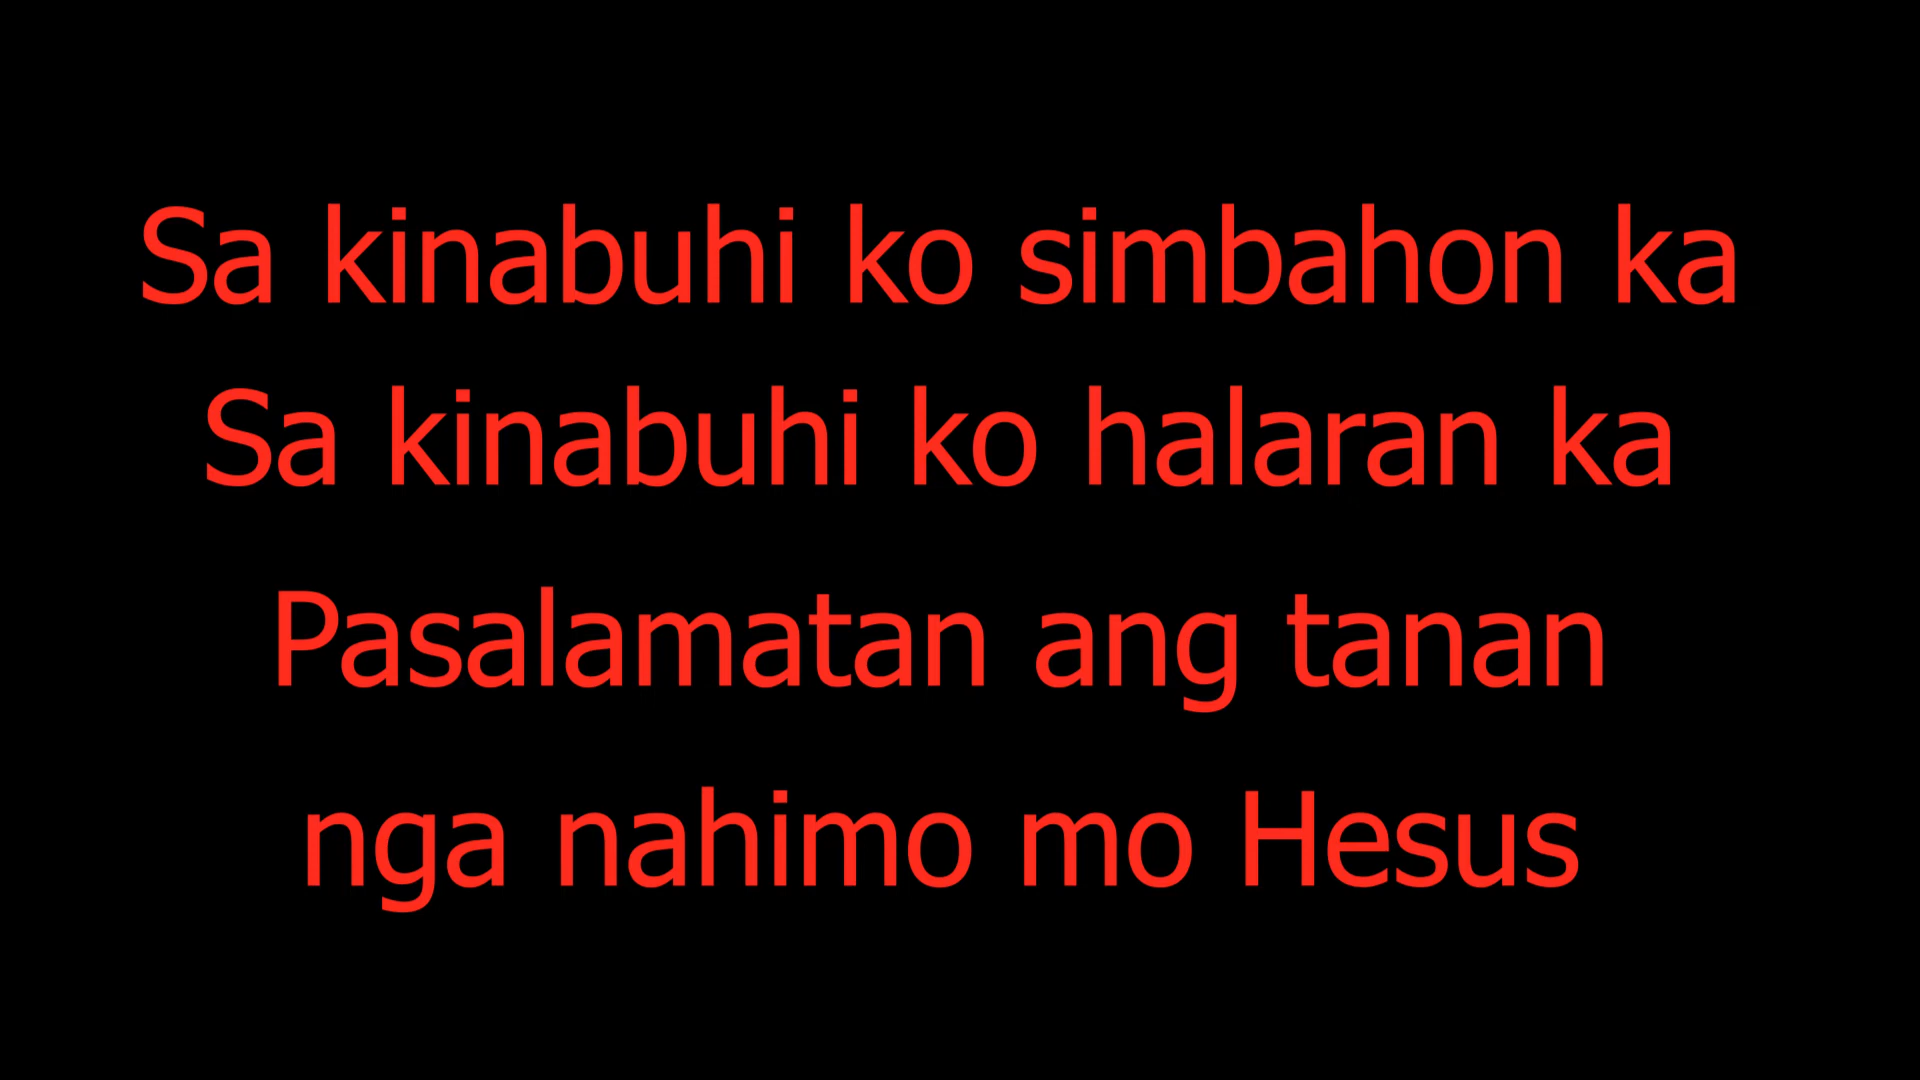 Sa kinabuhi ko simbahon ka
Sa kinabuhi ko halaran ka
Pasalamatan ang tanan
nga nahimo mo Hesus